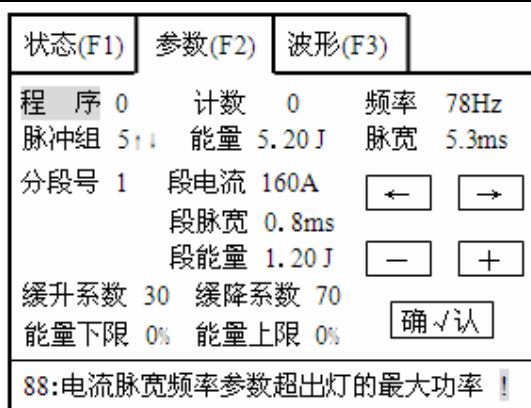 状态(F1) 参数(F2) 波形(F3)
程 序 0 计数 0 频率 78Hz
脉冲组 5↑↓ 能量 5.20J 脉宽 5.3ms
分段号 1 段电流 160A ← →
段脉宽 0.8ms
段能量 1.20J － ＋
缓升系数 30 缓降系数 70
能量下限 0% 能量上限 0% 确√认
88:电流脉宽频率参数超出灯的最大功率 !